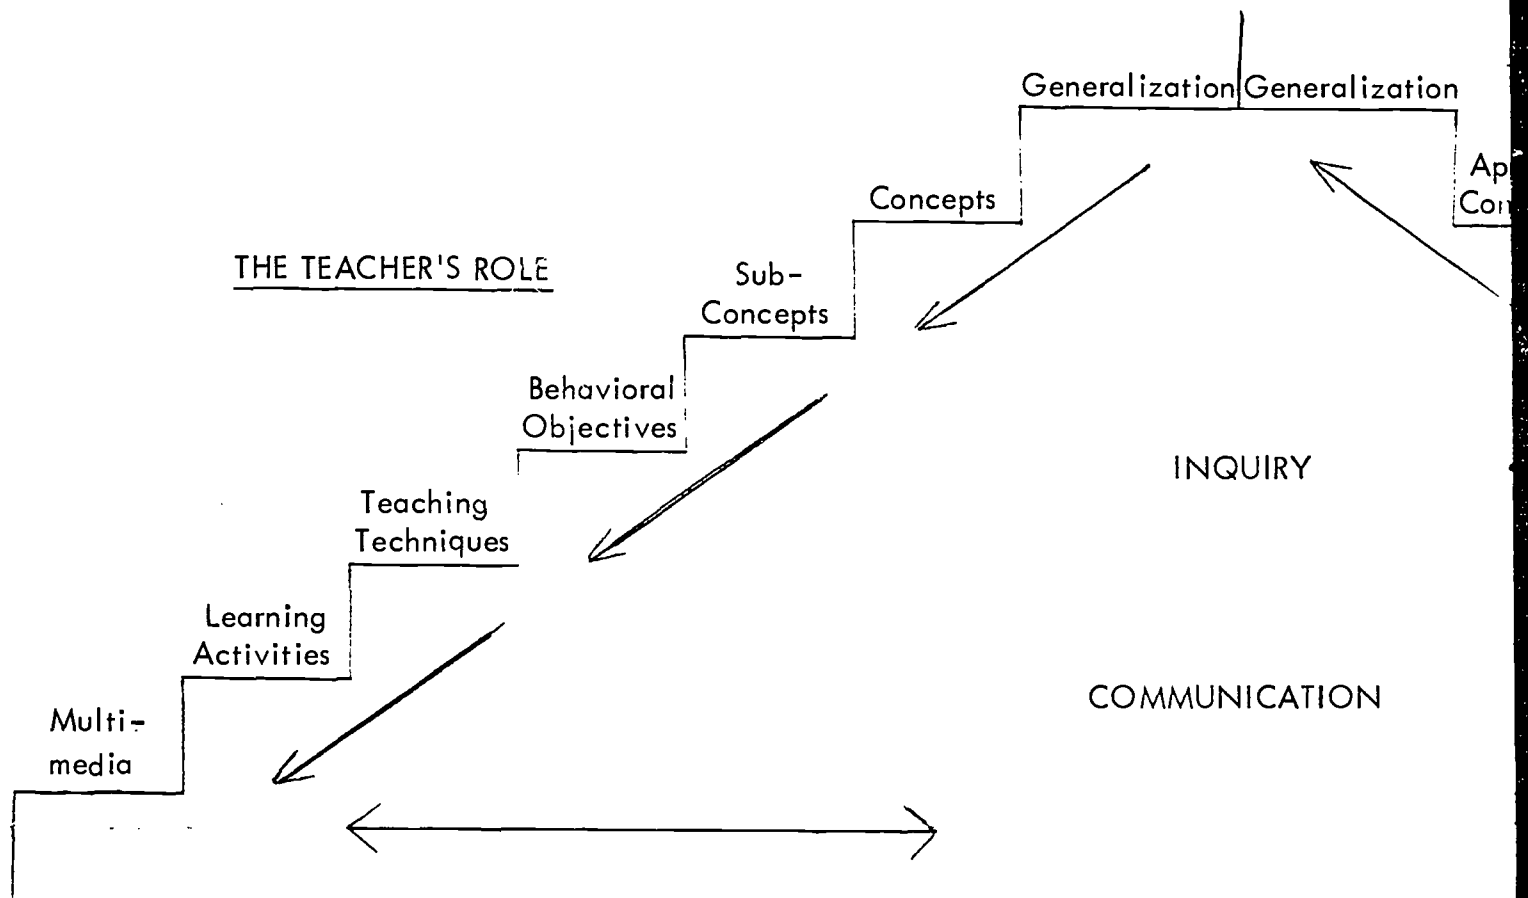 Generalization Generalization
Concepts
THE TEACHER'S ROLE
Sub-
Concepts
Behavioral
Objectives
INQUIRY
Teaching
Techniques
Learning
Activities
COMMUNICATION
Multi-
media